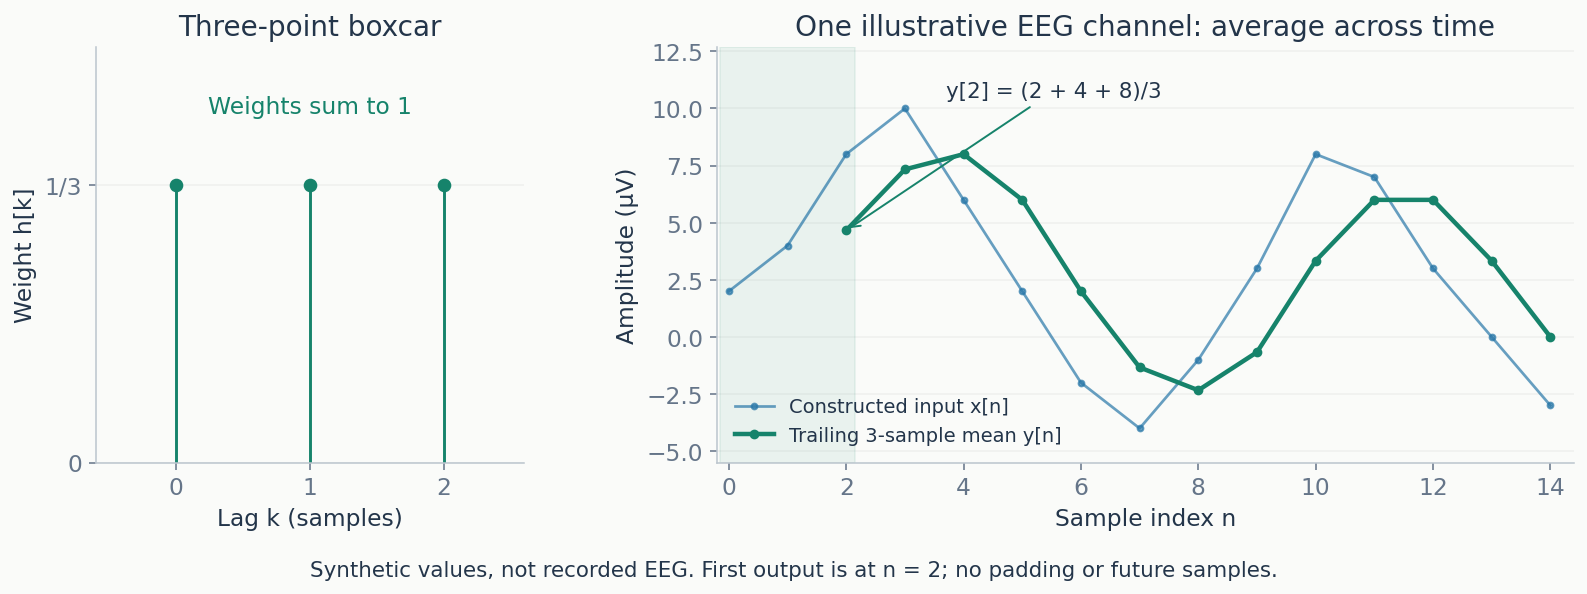 Three-point boxcar
Weights sum to 1
Weight h[k]
1/3
0
0 1 2
Lag k (samples)
One illustrative EEG channel: average across time
y[2] = (2 + 4 + 8)/3
Amplitude (μV)
12.5
10.0
7.5
5.0
2.5
0.0
−2.5
−5.0
Constructed input x[n]
Trailing 3-sample mean y[n]
0 2 4 6 8 10 12 14
Sample index n
Synthetic values, not recorded EEG. First output is at n = 2; no padding or future samples.